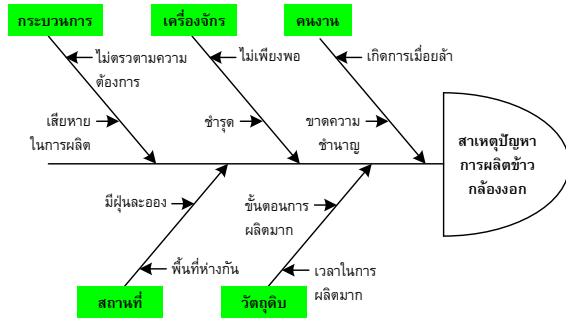 กระบวนการ
เครื่องจักร
คนงาน
ไม่ตรวตามความ
ต้องการ
ไม่เพียงพอ
เกิดการเมื่อยล้า
เสียหาย
ในการผลิต
ชำรุด
ขาดความ
ชำนาญ
สาเหตุปัญหา
การผลิตข้าว
กล้องงอก
มีฝุ่นละออง
ขั้นตอนการ
ผลิตมาก
พื้นที่ห่างกัน
เวลาในการ
ผลิตมาก
สถานที่
วัตถุดิบ